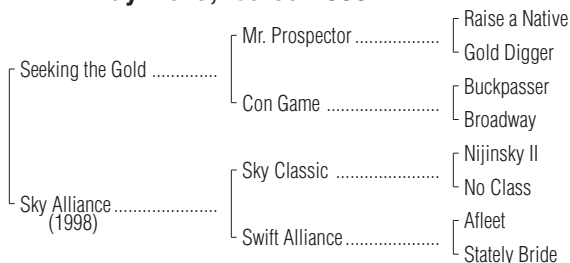 Raise a Native
Mr. Prospector ...................
Gold Digger
Seeking the Gold .............
Buckpasser
Con Game .........................
Broadway
Nijinsky II
Sky Classic .......................
No Class
Sky Alliance ....................
(1998)
Afleet
Swift Alliance .....................
Stately Bride